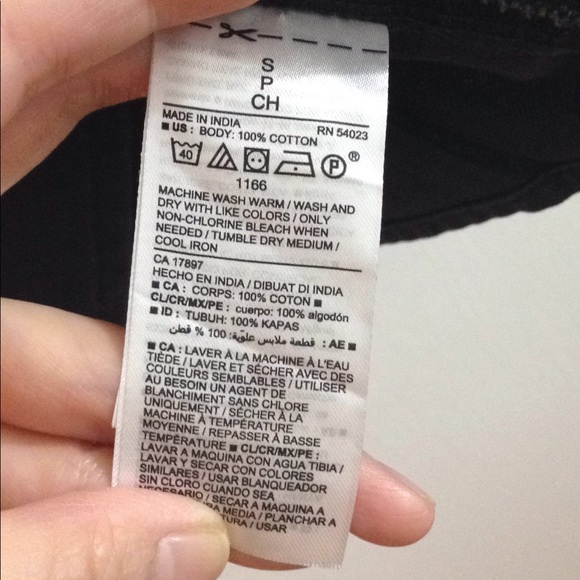 S
P
CH
MADE IN INDIA RN 54023
■ US : BODY: 100% COTTON
40 P ®
1166
MACHINE WASH WARM / WASH AND
DRY WITH LIKE COLORS / ONLY
NON-CHLORINE BLEACH WHEN
NEEDED / TUMBLE DRY MEDIUM /
COOL IRON
CA 17897
HECHO EN INDIA / DIBUAT DI INDIA
■ CA : CORPS: 100% COTON ■
CL/CR/MX/PE : cuerpo: 100% algodón
■ ID : TUBUH: 100% KAPAS
■ AE : قطعة ملابس علويّة: 100 % قطن
■ CA : LAVER À LA MACHINE À L'EAU
TIÈDE / LAVER ET SÉCHER AVEC DES
COULEURS SEMBLABLES / UTILISER
AU BESOIN UN AGENT DE
BLANCHIMENT SANS CHLORE
UNIQUEMENT / SÉCHER À LA
MACHINE À TEMPÉRATURE
MOYENNE / REPASSER À BASSE
TEMPÉRATURE ■ CL/CR/MX/PE :
LAVAR A MAQUINA CON AGUA TIBIA /
LAVAR Y SECAR CON COLORES
SIMILARES / USAR BLANQUEADOR
SIN CLORO CUANDO SEA
NECESARIO / SECAR A MAQUINA A
MEDIA / PLANCHAR A
/ USAR